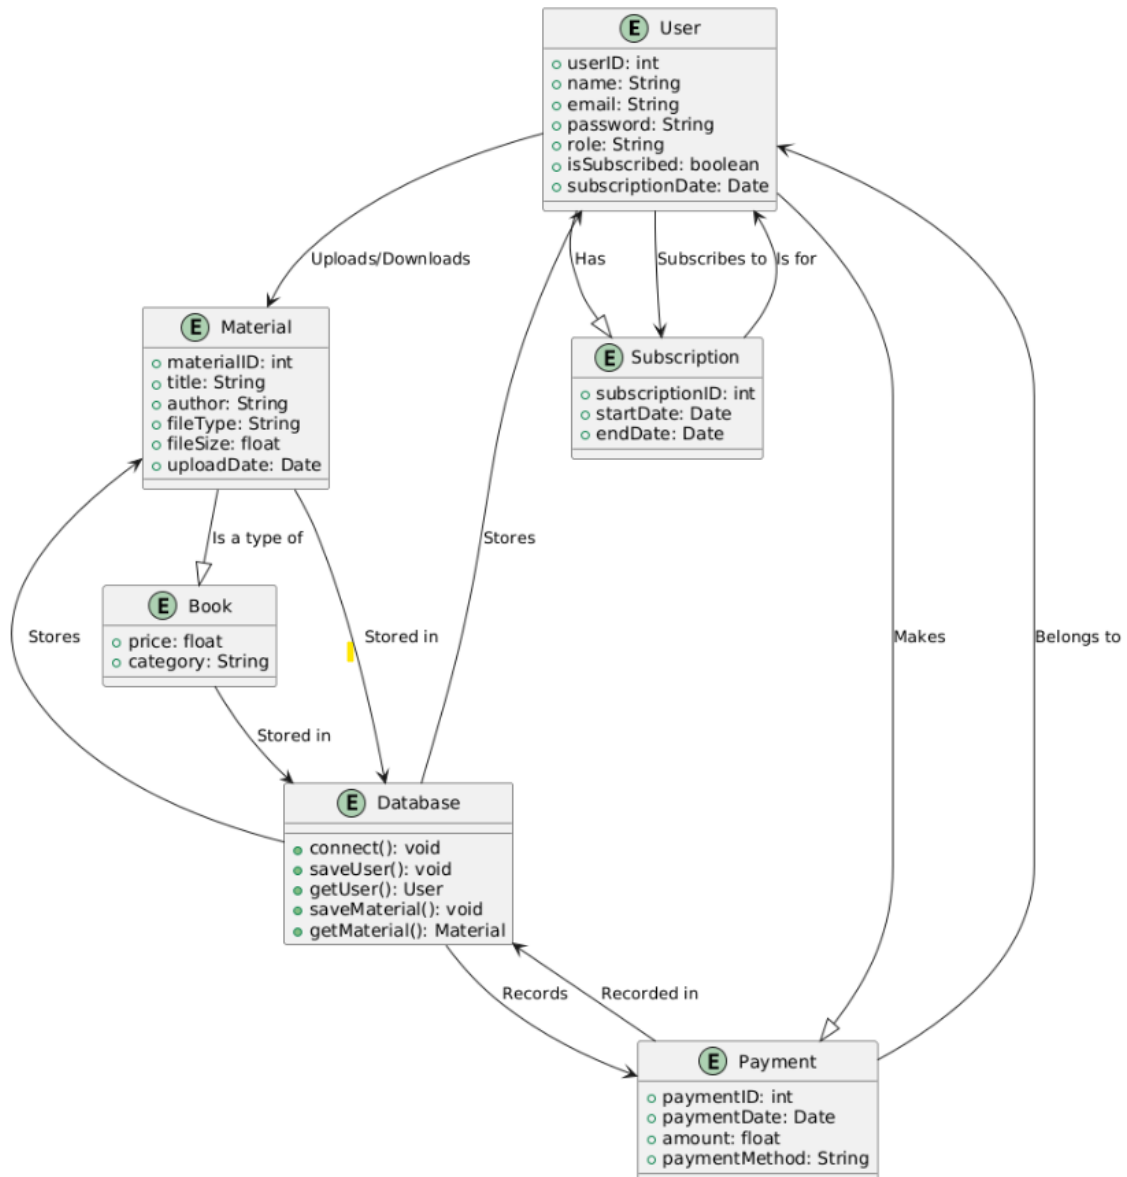 E User
userID: int
name: String
email: String
password: String
role: String
isSubscribed: boolean
subscriptionDate: Date
Uploads/Downloads
Has
Subscribes to
Is for
E Material
materialID: int
title: String
author: String
fileType: String
fileSize: float
uploadDate: Date
E Subscription
subscriptionID: int
startDate: Date
endDate: Date
Is a type of
Stores
E Book
price: float
category: String
Stores
Stored in
Makes
Belongs to
Stored in
E Database
connect(): void
saveUser(): void
getUser(): User
saveMaterial(): void
getMaterial(): Material
Records
Recorded in
E Payment
paymentID: int
paymentDate: Date
amount: float
paymentMethod: String